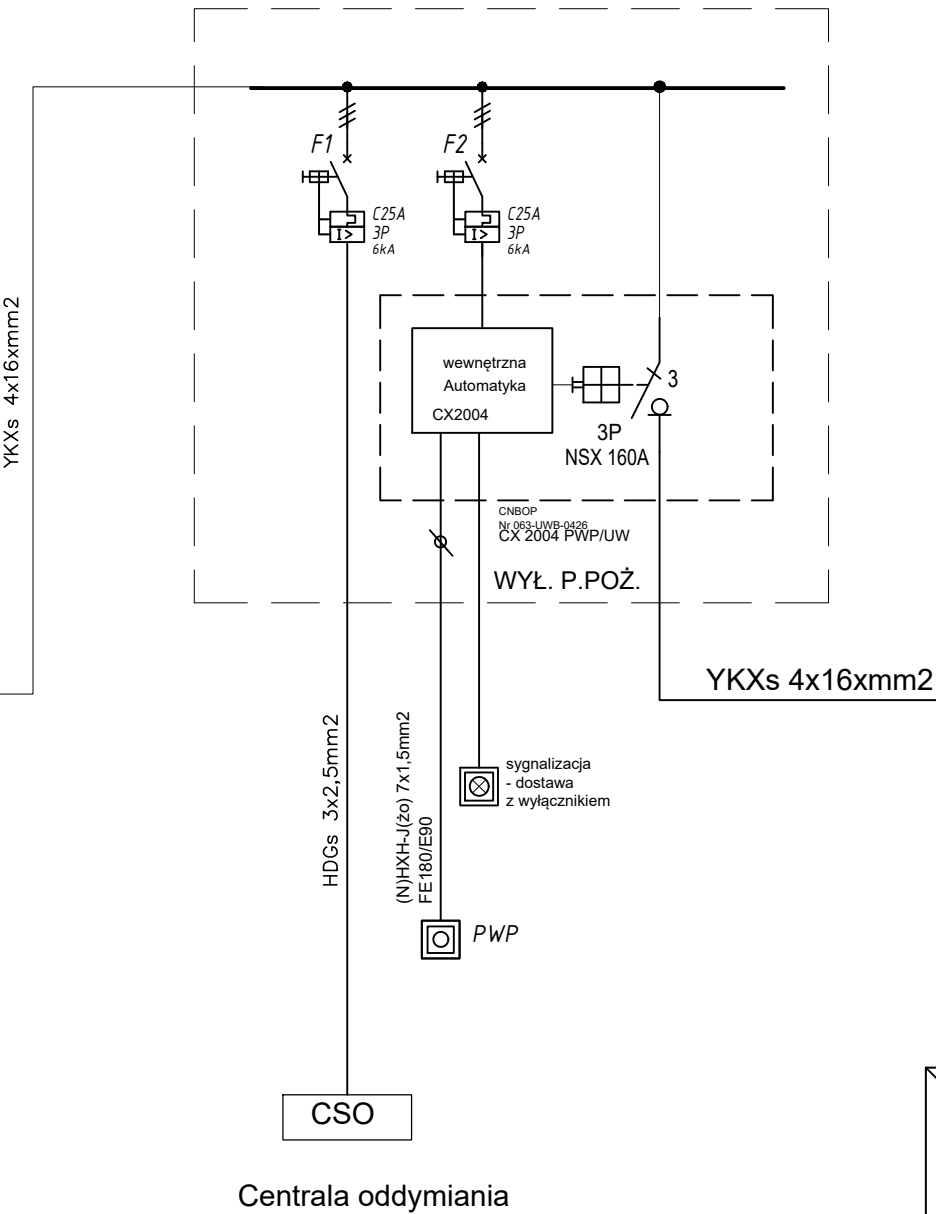 F1
F2
C25A
3P
6kA
C25A
3P
6kA
YKXs 4x16xmm2
wewnętrzna
Automatyka
CX2004
3
3P
NSX 160A
CNBOP
Nr 063-UWB-0426
CX 2004 PWP/UW
WYŁ. P.POŻ.
YKXs 4x16xmm2
HDGs 3x2,5mm2
(N)HXH-J(żo) 7x1,5mm2
FE180/E90
sygnalizacja
- dostawa
z wyłącznikiem
PWP
CSO
Centrala oddymiania